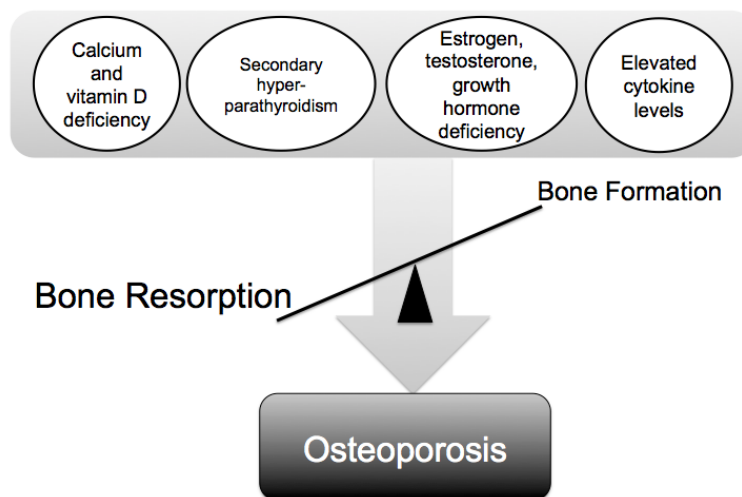 Calcium
and
vitamin D
deficiency
Secondary
hyper-
parathyroidism
Estrogen,
testosterone,
growth
hormone
deficiency
Elevated
cytokine
levels
Bone Formation
Bone Resorption
Osteoporosis